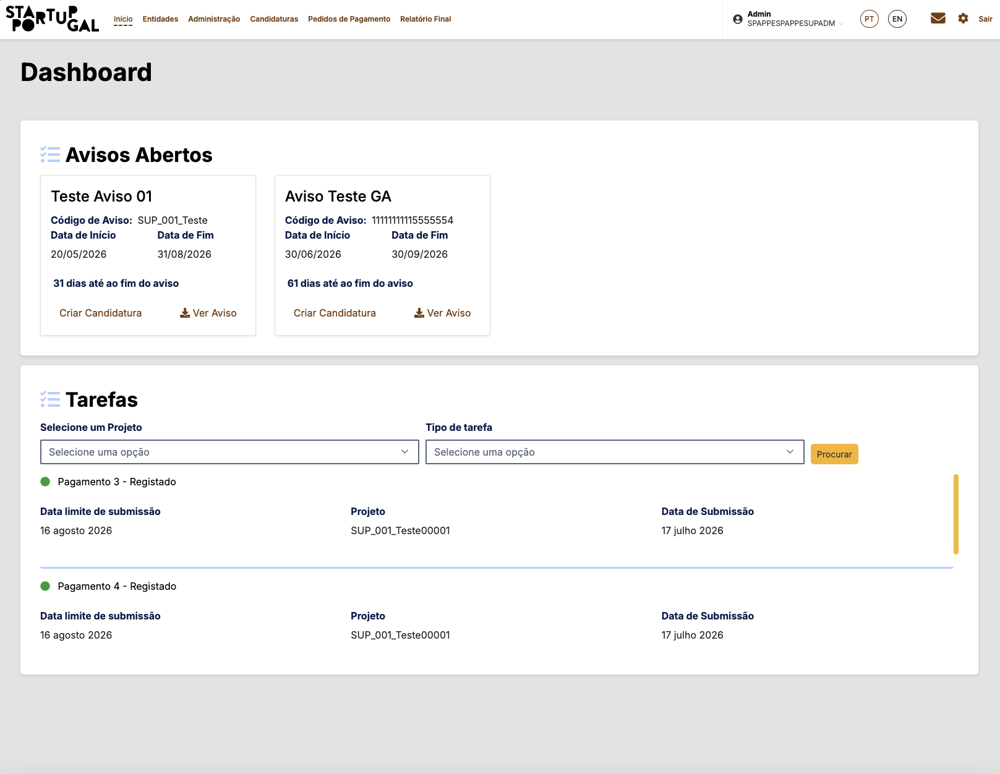 STARTUP
PORTUGAL
Início Entidades Administração Candidaturas Pedidos de Pagamento Relatório Final
Admin
SPAPPESPAPPESUPADM
PT EN Sair
Dashboard
Avisos Abertos
Teste Aviso 01
Código de Aviso: SUP_001_Teste
Data de Início Data de Fim
20/05/2026 31/08/2026
31 dias até ao fim do aviso
Criar Candidatura Ver Aviso
Aviso Teste GA
Código de Aviso: 11111111115555554
Data de Início Data de Fim
30/06/2026 30/09/2026
61 dias até ao fim do aviso
Criar Candidatura Ver Aviso
Tarefas
Selecione um Projeto Tipo de tarefa
Selecione uma opção Selecione uma opção Procurar
Pagamento 3 - Registado
Data limite de submissão Projeto Data de Submissão
16 agosto 2026 SUP_001_Teste00001 17 julho 2026
Pagamento 4 - Registado
Data limite de submissão Projeto Data de Submissão
16 agosto 2026 SUP_001_Teste00001 17 julho 2026